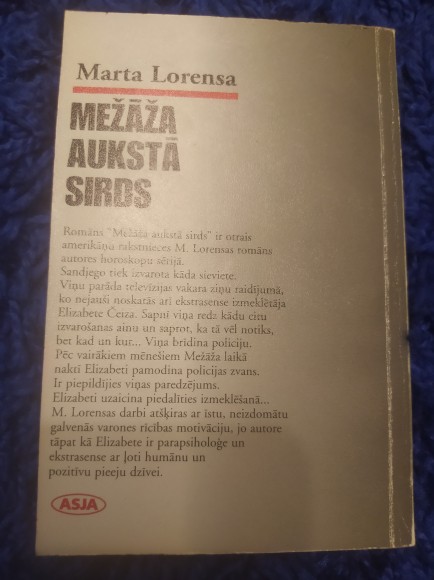 Marta Lorensa
MEŽĀŽA
AUKSTĀ
SIRDS
Romāns "Mežāža aukstā sirds" ir otrais
amerikāņu rakstnieces M. Lorensas romāns
autores horoskopu sērijā.
Sandjego tiek izvarota kāda sieviete.
Viņu parāda televīzijas vakara ziņu raidījumā,
ko nejauši noskatās arī ekstrasense izmeklētāja
Elizabete Čeiza. Sapnī viņa redz kādu citu
izvarošanas ainu un saprot, ka tā vēl notiks,
bet kad un kur... Viņa brīdina policiju.
Pēc vairākiem mēnešiem Mežāža laikā
naktī Elizabeti pamodina policijas zvans.
Ir piepildījies viņas paredzējums.
Elizabeti uzaicina piedalīties izmeklēšanā...
M. Lorensas darbi atšķiras ar īstu, neizdomātu
galvenās varones rīcības motivāciju, jo autore
tāpat kā Elizabete ir parapsiholoģe un
ekstrasense ar ļoti humānu un
pozitīvu pieeju dzīvei.
ASJA